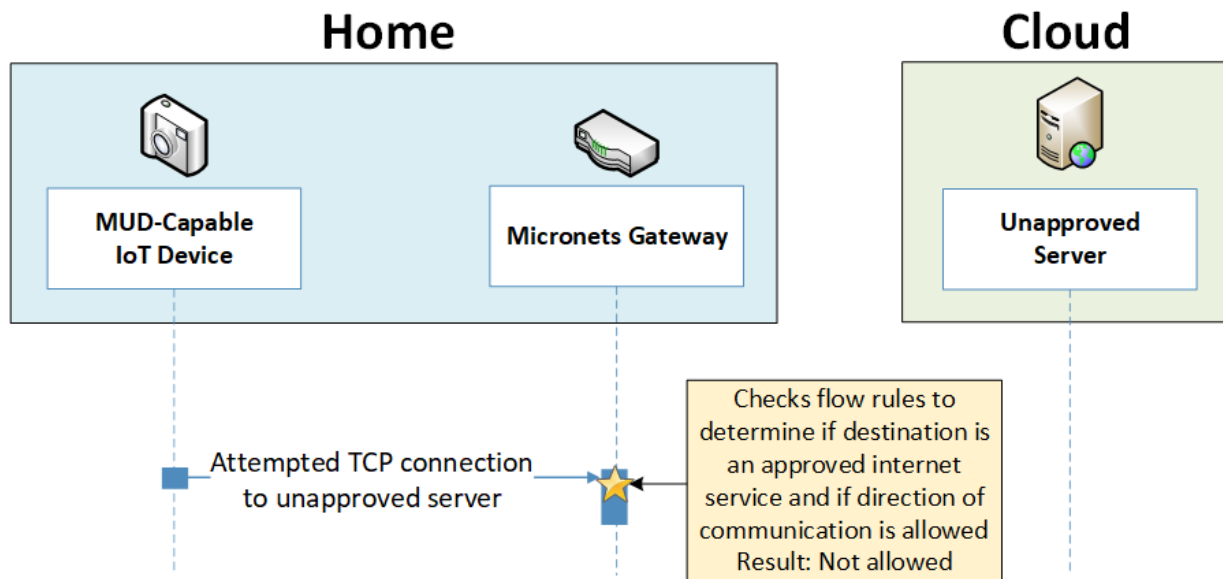 Home
Cloud
MUD-Capable
IoT Device
Micronets Gateway
Unapproved
Server
Attempted TCP connection
to unapproved server
Checks flow rules to
determine if destination is
an approved internet
service and if direction of
communication is allowed
Result: Not allowed